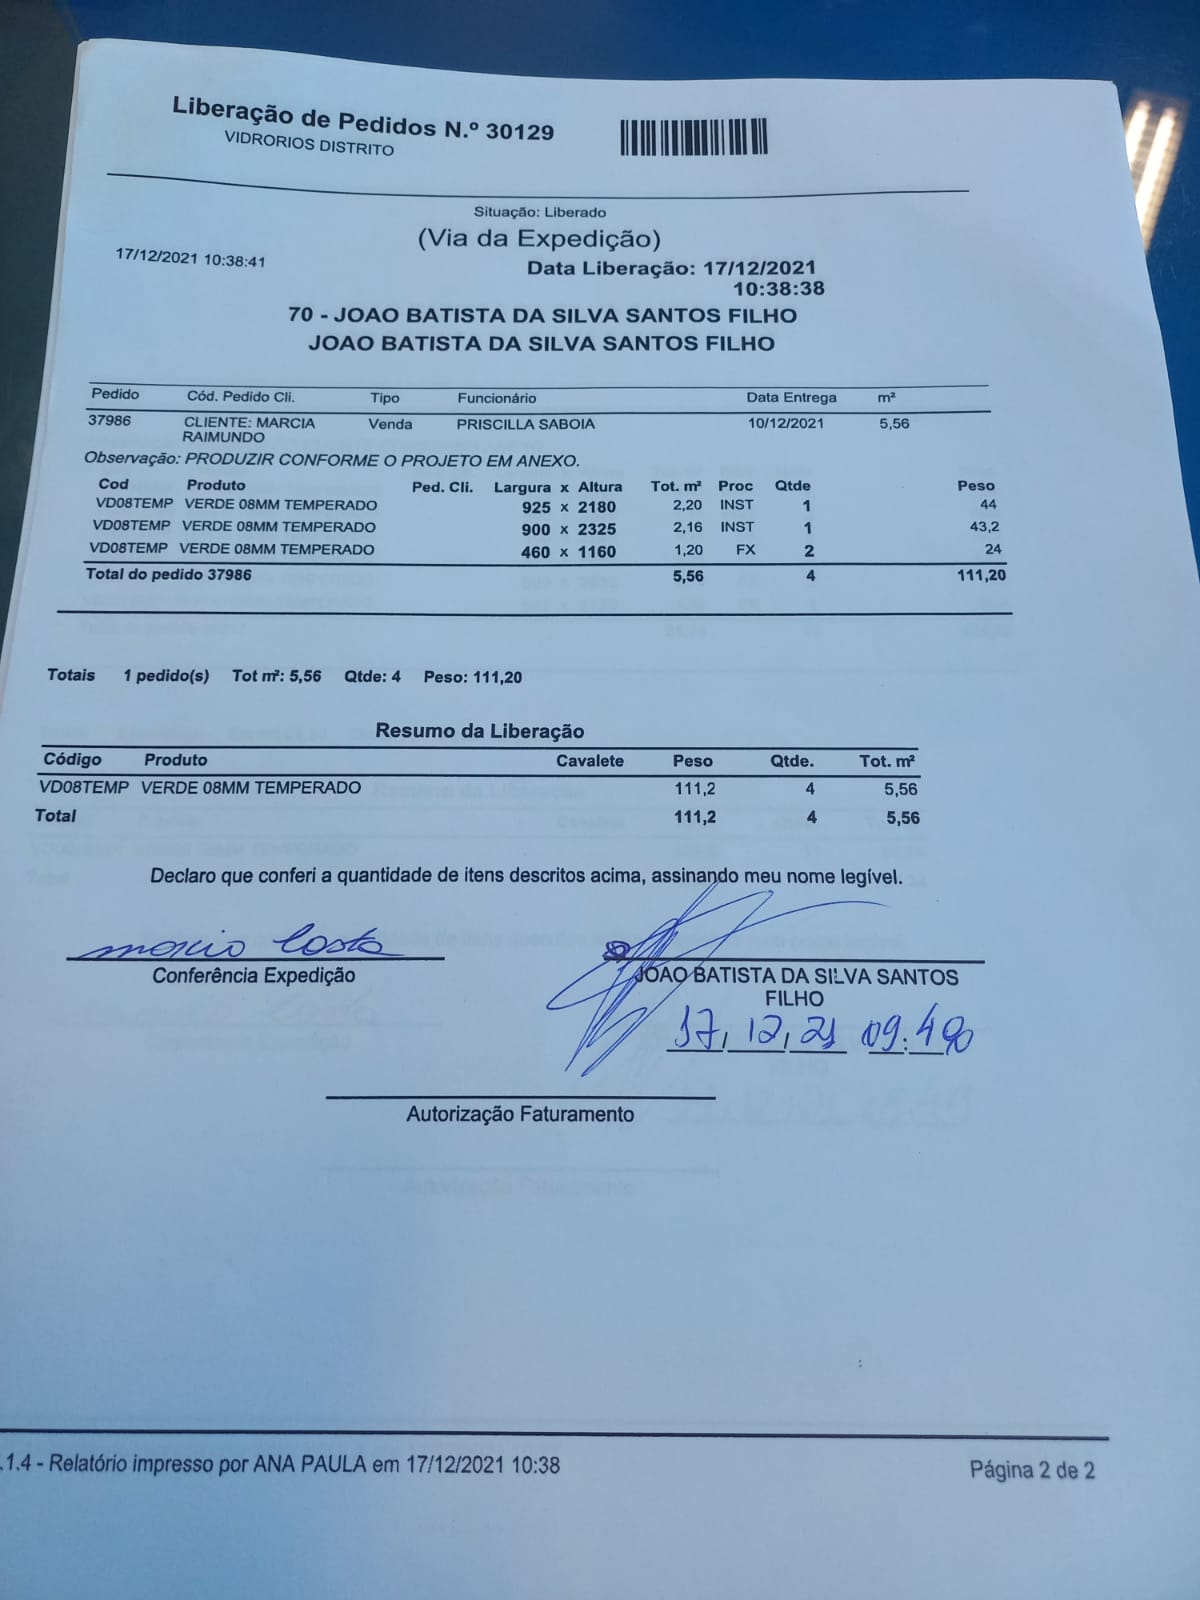 Liberação de Pedidos N.º 30129
VIDRORIOS DISTRITO
Situação: Liberado
(Via da Expedição)
17/12/2021 10:38:41
Data Liberação: 17/12/2021
10:38:38
70 - JOAO BATISTA DA SILVA SANTOS FILHO
JOAO BATISTA DA SILVA SANTOS FILHO
Pedido Cód. Pedido Cli. Tipo Funcionário Data Entrega m²
37986 CLIENTE: MARCIA Venda PRISCILLA SABOIA 10/12/2021 5,56
RAIMUNDO
Observação: PRODUZIR CONFORME O PROJETO EM ANEXO.
Cod Produto Ped. Cli. Largura x Altura Tot. m² Proc Qtde Peso
VD08TEMP VERDE 08MM TEMPERADO 925 x 2180 2,20 INST 1 44
VD08TEMP VERDE 08MM TEMPERADO 900 x 2325 2,16 INST 1 43,2
VD08TEMP VERDE 08MM TEMPERADO 460 x 1160 1,20 FX 2 24
Total do pedido 37986 5,56 4 111,20
Totais 1 pedido(s) Tot m²: 5,56 Qtde: 4 Peso: 111,20
Resumo da Liberação
Código Produto Cavalete Peso Qtde. Tot. m²
VD08TEMP VERDE 08MM TEMPERADO 111,2 4 5,56
Total 111,2 4 5,56
Declaro que conferi a quantidade de itens descritos acima, assinando meu nome legível.
marcio Costa
Conferência Expedição
JOAO BATISTA DA SILVA SANTOS
FILHO
17, 12, 21 09:
Autorização Faturamento
.1.4 - Relatório impresso por ANA PAULA em 17/12/2021 10:38
Página 2 de 2